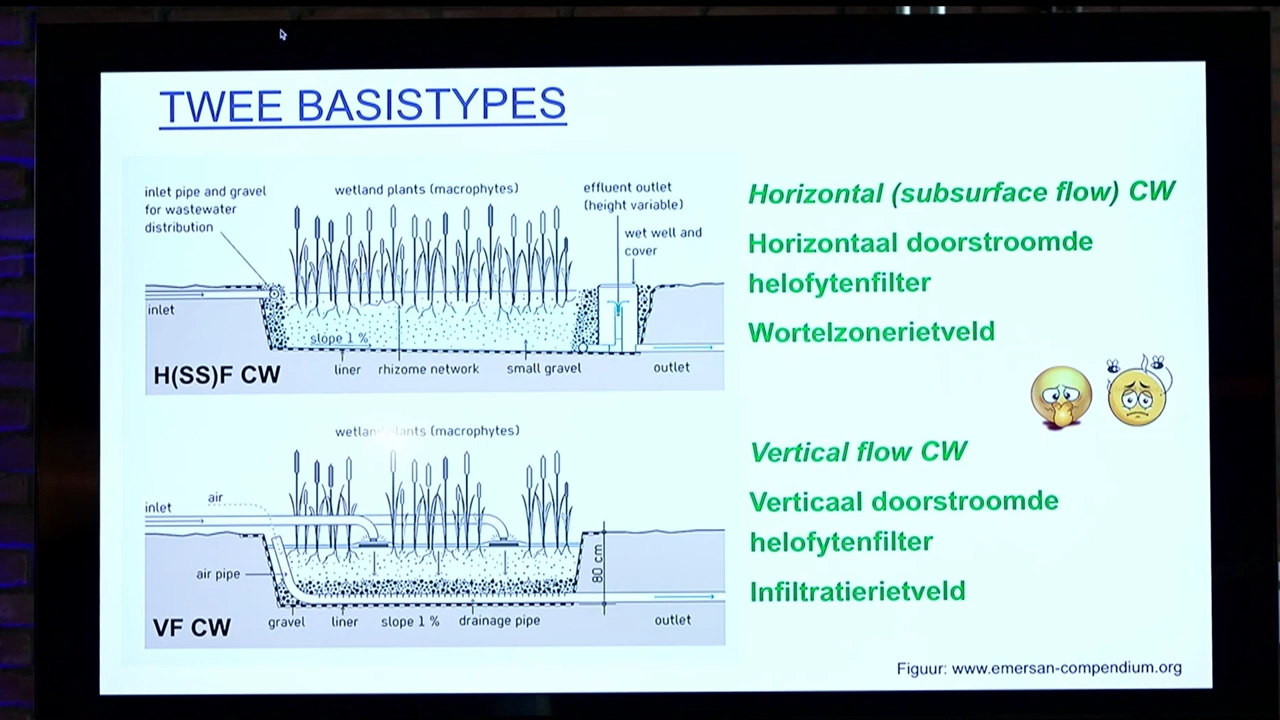 TWEE BASISTYPES
inlet pipe and gravel
for wastewater
distribution
wetland plants (macrophytes)
effluent outlet
(height variable)
wet well and
cover
inlet
slope 1 %
liner
rhizome network
small gravel
outlet
H(SS)F CW
Horizontal (subsurface flow) CW
Horizontaal doorstroomde
helofytenfilter
Wortelzonerietveld
wetland plants (macrophytes)
inlet
air
air pipe
80 cm
gravel
liner
slope 1 %
drainage pipe
outlet
VF CW
Vertical flow CW
Verticaal doorstroomde
helofytenfilter
Infiltratierietveld
Figuur: www.emersan-compendium.org